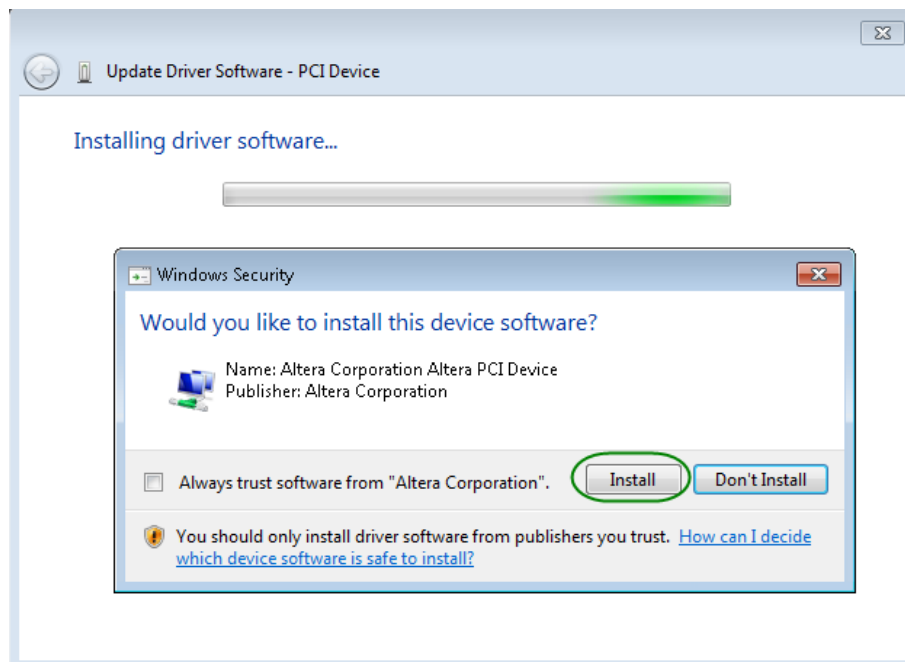 Update Driver Software - PCI Device
Installing driver software...
Windows Security
Would you like to install this device software?
Name: Altera Corporation Altera PCI Device
Publisher: Altera Corporation
Always trust software from "Altera Corporation".
Install
Don't Install
You should only install driver software from publishers you trust. How can I decide
which device software is safe to install?